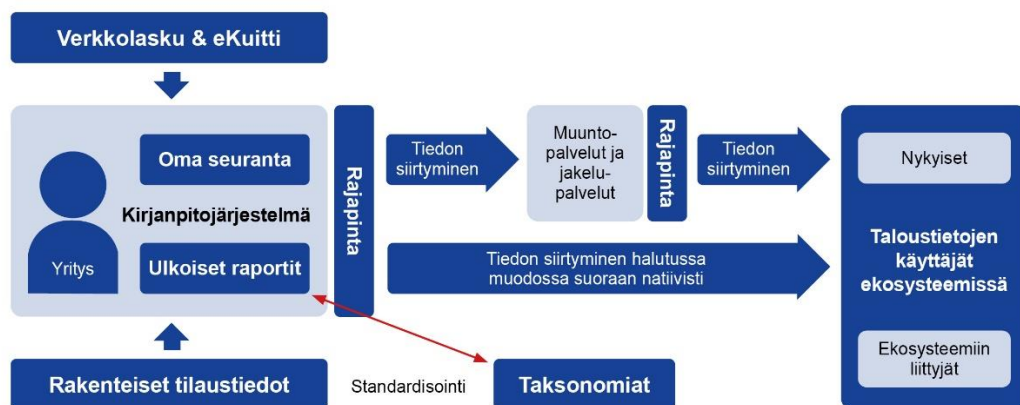 Verkkolasku & eKuitti
Oma seuranta
Kirjanpitojärjestelmä
Yritys
Ulkoiset raportit
Rajapinta
Tiedon
siirtyminen
Muunto-
palvelut ja
jakelu-
palvelut
Rajapinta
Tiedon
siirtyminen
Tiedon siirtyminen halutussa
muodossa suoraan natiivisti
Nykyiset
Taloustietojen
käyttäjät
ekosysteemissä
Ekosysteemiin
liittyjät
Rakenteiset tilaustiedot
Standardisointi
Taksonomiat